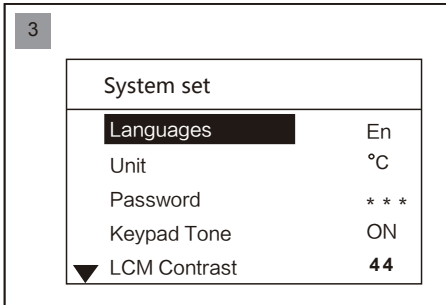 3
System set
Languages En
Unit °C
Password * * *
Keypad Tone ON
LCM Contrast 44